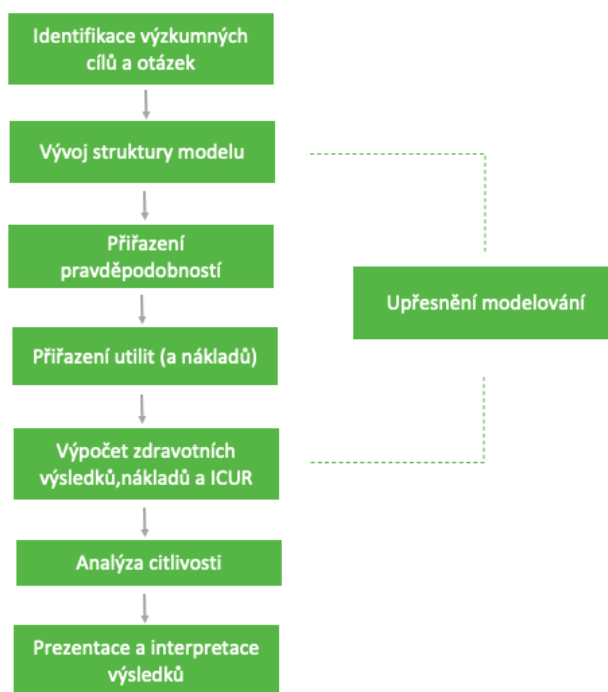 Identifikace výzkumných
cílů a otázek
Vývoj struktury modelu
Přiřazení
pravděpodobností
Upřesnění modelování
Přiřazení utilit (a nákladů)
Výpočet zdravotních
výsledků,nákladů a ICUR
Analýza citlivosti
Prezentace a interpretace
výsledků